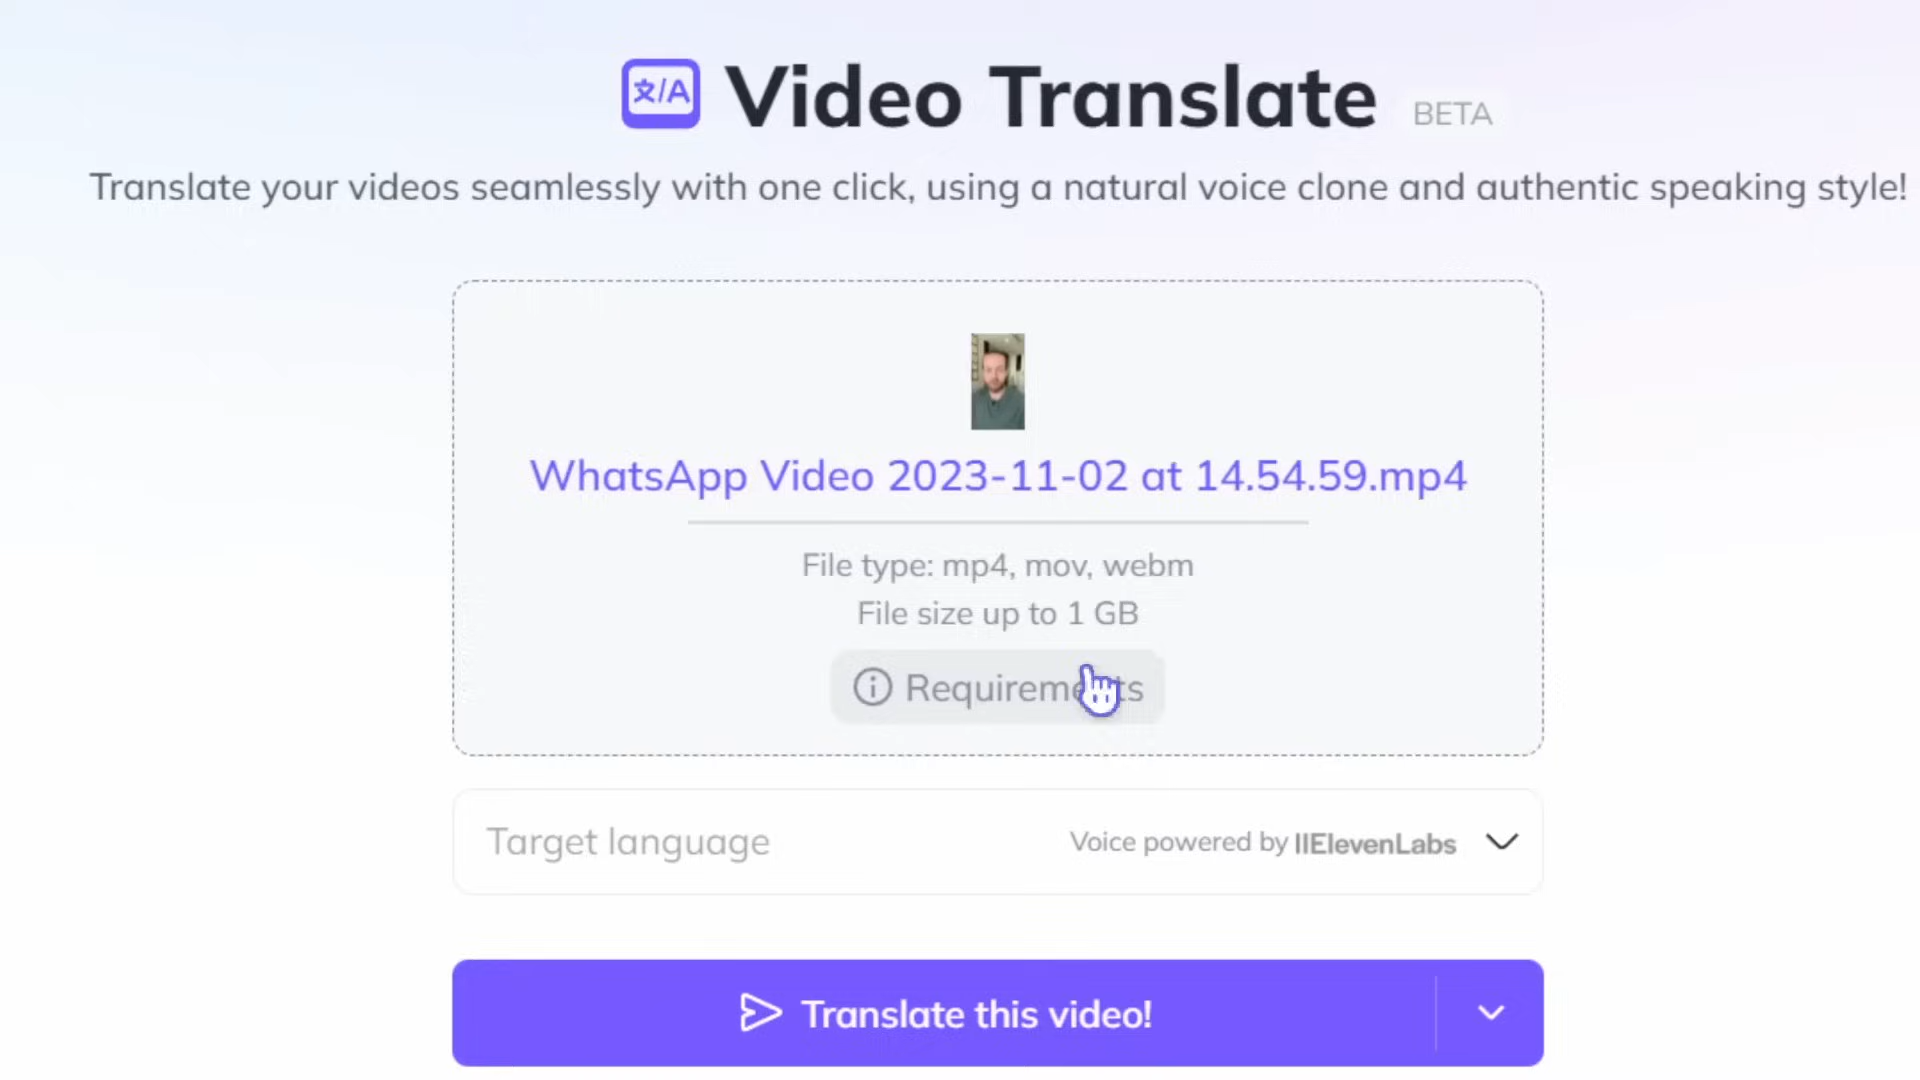 文/A Video Translate BETA
Translate your videos seamlessly with one click, using a natural voice clone and authentic speaking style!
WhatsApp Video 2023-11-02 at 14.54.59.mp4
File type: mp4, mov, webm
File size up to 1 GB
Requirements
Target language Voice powered by IIElevenLabs
Translate this video!